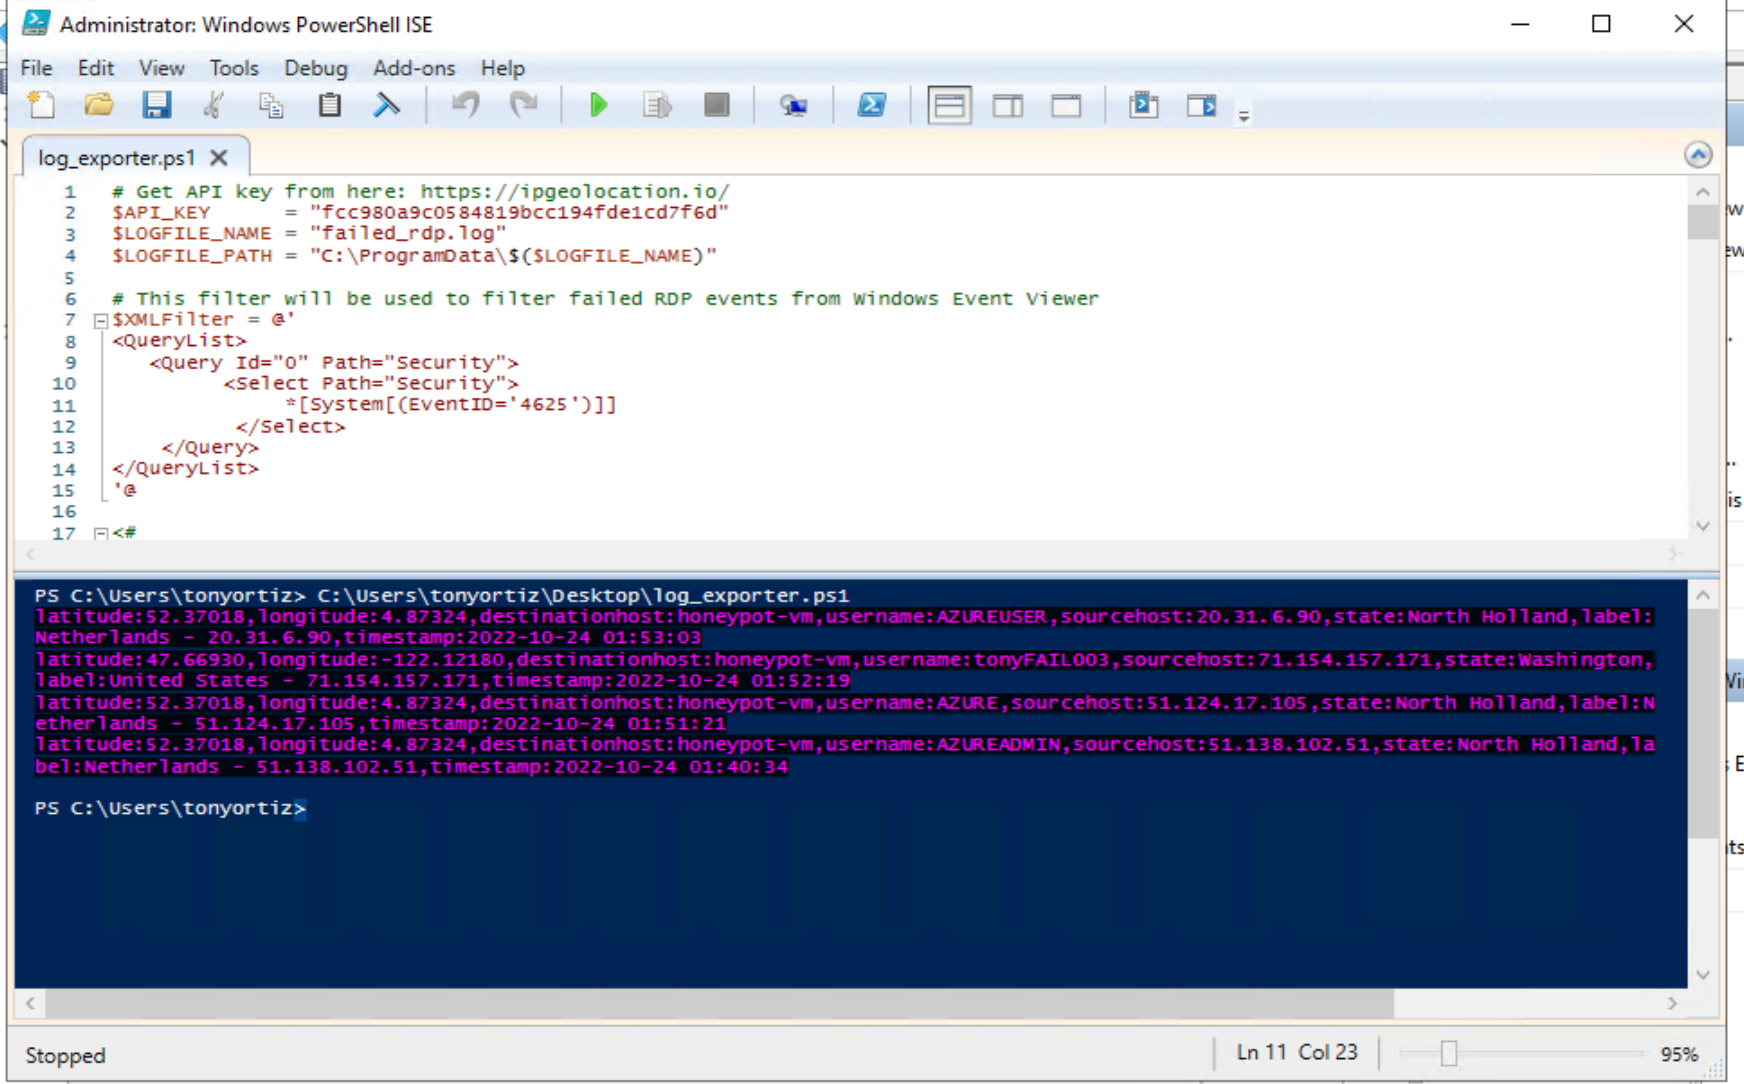 Administrator: Windows PowerShell ISE
File Edit View Tools Debug Add-ons Help
log_exporter.ps1
1 # Get API key from here: https://ipgeolocation.io/
2 $API_KEY      = "fcc980a9c0584819bcc194fde1cd7f6d"
3 $LOGFILE_NAME = "failed_rdp.log"
4 $LOGFILE_PATH = "C:\ProgramData\$($LOGFILE_NAME)"
5
6 # This filter will be used to filter failed RDP events from Windows Event Viewer
7 $XMLFilter = @'
8 <QueryList>
9    <Query Id="0" Path="Security">
10         <Select Path="Security">
11              *[System[(EventID='4625')]]
12          </Select>
13    </Query>
14 </QueryList>
15 '@
16
17 <#
PS C:\Users\tonyortiz> C:\Users\tonyortiz\Desktop\log_exporter.ps1
latitude:52.37018,longitude:4.87324,destinationhost:honeypot-vm,username:AZUREUSER,sourcehost:20.31.6.90,state:North Holland,label:
Netherlands - 20.31.6.90,timestamp:2022-10-24 01:53:03
latitude:47.66930,longitude:-122.12180,destinationhost:honeypot-vm,username:tonyFAILOO3,sourcehost:71.154.157.171,state:Washington,
label:United States - 71.154.157.171,timestamp:2022-10-24 01:52:19
latitude:52.37018,longitude:4.87324,destinationhost:honeypot-vm,username:AZURE,sourcehost:51.124.17.105,state:North Holland,label:N
etherlands - 51.124.17.105,timestamp:2022-10-24 01:51:21
latitude:52.37018,longitude:4.87324,destinationhost:honeypot-vm,username:AZUREADMIN,sourcehost:51.138.102.51,state:North Holland,la
bel:Netherlands - 51.138.102.51,timestamp:2022-10-24 01:40:34
PS C:\Users\tonyortiz>
Stopped
Ln 11 Col 23
95%